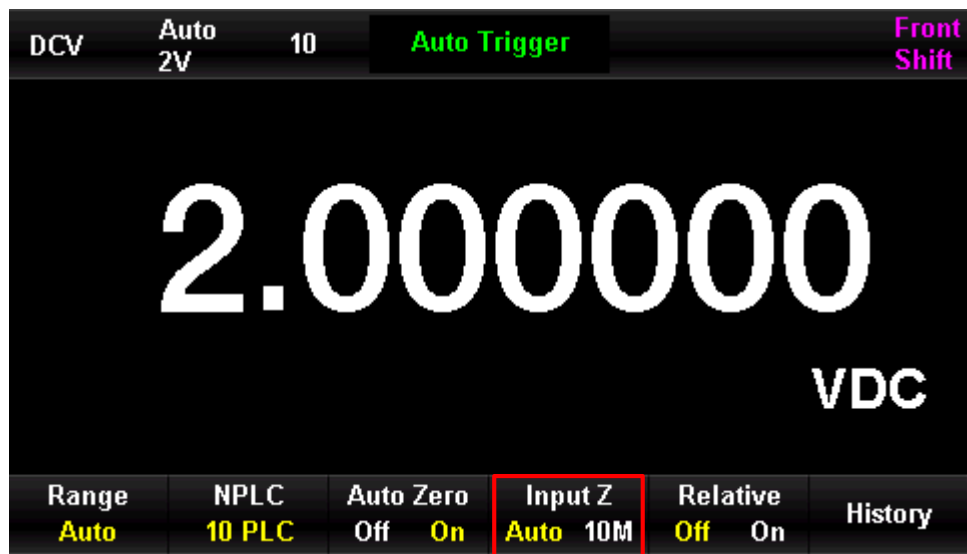 DCV Auto 10 Auto Trigger Front
2V Shift
2.000000
VDC
Range NPLC Auto Zero Input Z Relative History
Auto 10 PLC Off On Auto 10M Off On